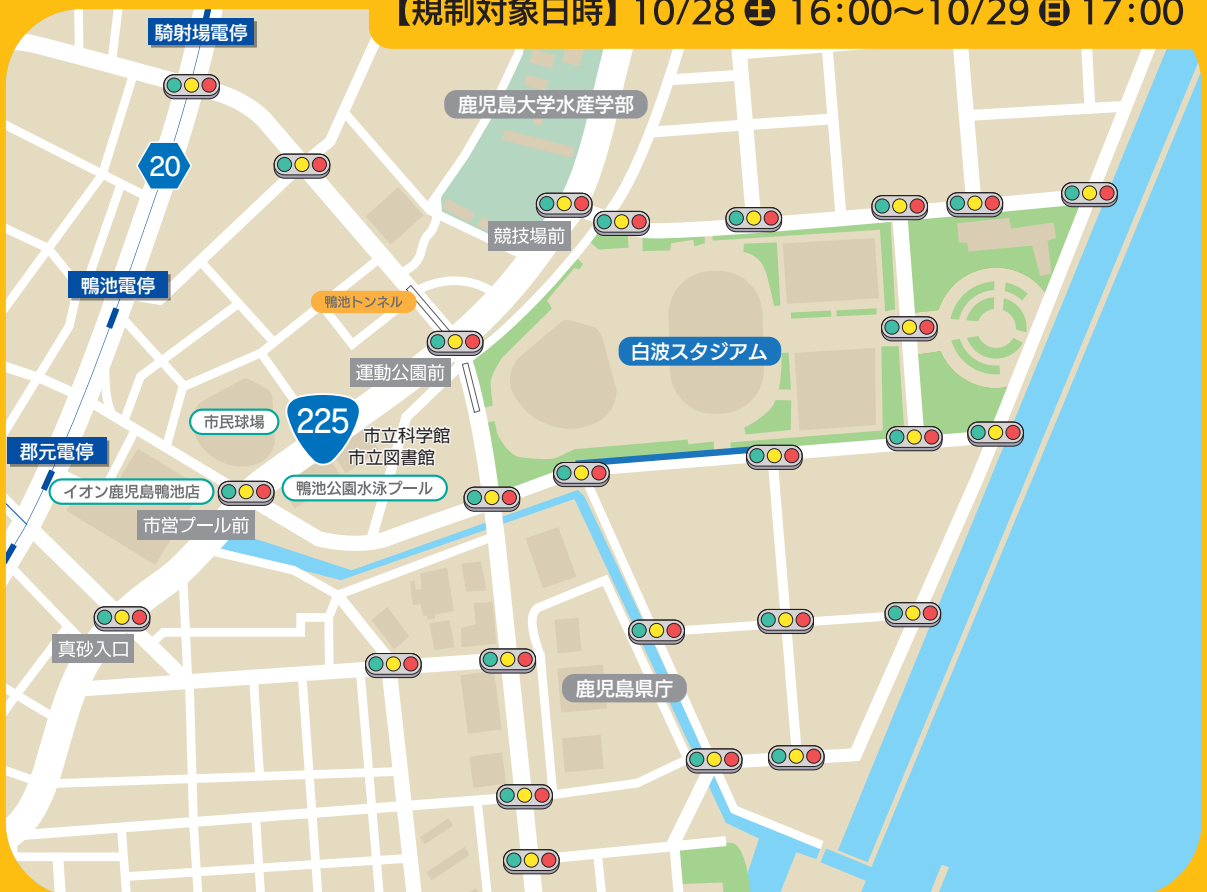 【規制対象日時】10/28 土 16:00〜10/29 日 17:00
騎射場電停
鹿児島大学水産学部
20
競技場前
鴨池電停
鴨池トンネル
白波スタジアム
運動公園前
225
市民球場
市立科学館
市立図書館
郡元電停
イオン鹿児島鴨池店
鴨池公園水泳プール
市営プール前
真砂入口
鹿児島県庁